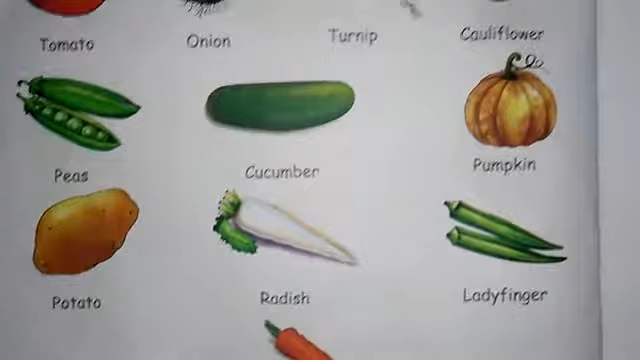 Tomato Onion Turnip Cauliflower
Peas Cucumber Pumpkin
Potato Radish Ladyfinger